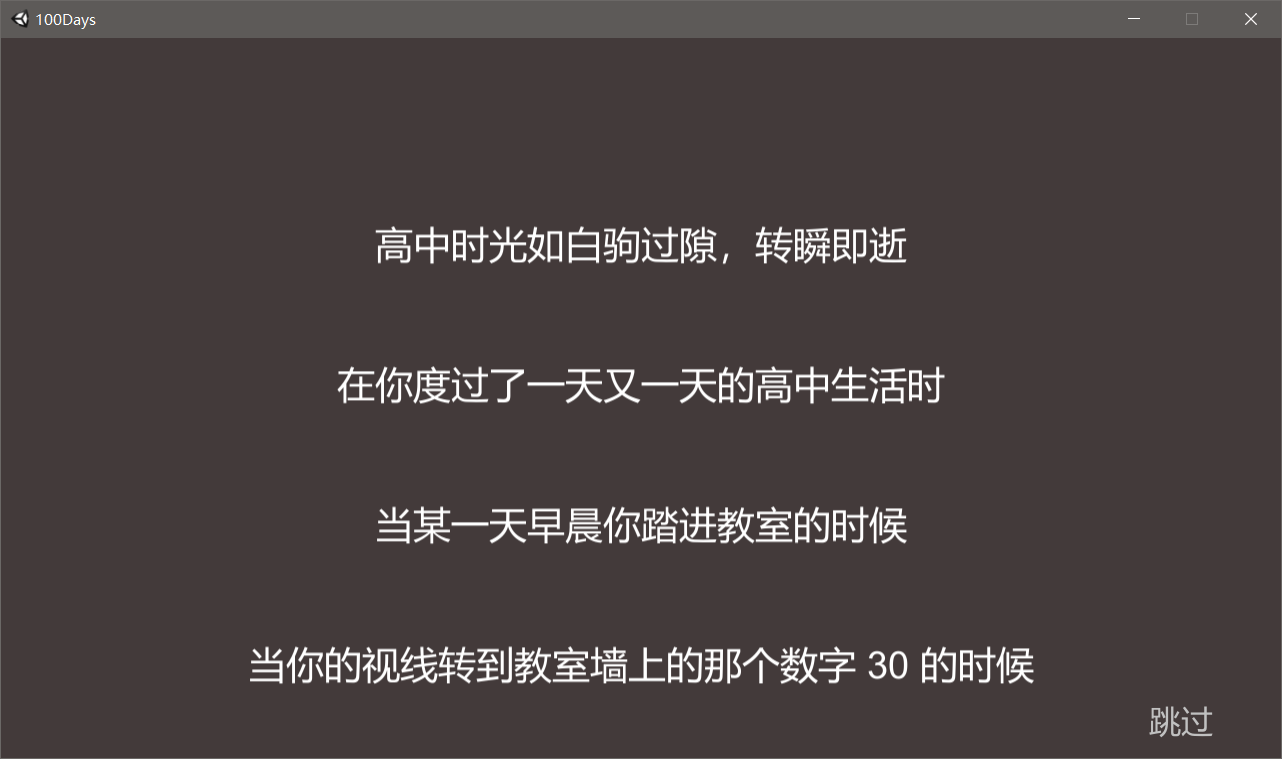 100Days
高中时光如白驹过隙，转瞬即逝
在你度过了一天又一天的高中生活时
当某一天早晨你踏进教室的时候
当你的视线转到教室墙上的那个数字 30 的时候
跳过